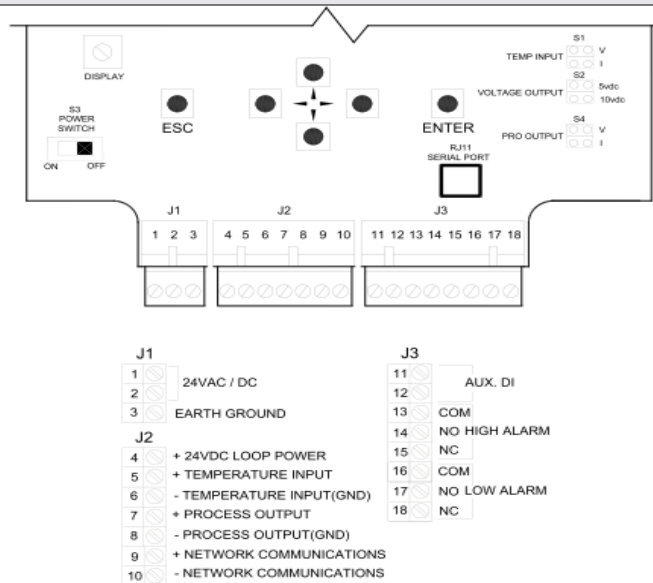 S1
TEMP INPUT V
I
DISPLAY
S2
VOLTAGE OUTPUT 5vdc
10vdc
S3
POWER
SWITCH
ON OFF
ESC
ENTER
S4
PRO OUTPUT V
I
RJ11
SERIAL PORT
J1 J2 J3
1 2 3 4 5 6 7 8 9 10 11 12 13 14 15 16 17 18
J1
1
2
24VAC / DC
3 EARTH GROUND
J2
4 + 24VDC LOOP POWER
5 + TEMPERATURE INPUT
6 - TEMPERATURE INPUT(GND)
7 + PROCESS OUTPUT
8 - PROCESS OUTPUT(GND)
9 + NETWORK COMMUNICATIONS
10 - NETWORK COMMUNICATIONS
J3
11
12
AUX. DI
13 COM
14 NO HIGH ALARM
15 NC
16 COM
17 NO LOW ALARM
18 NC